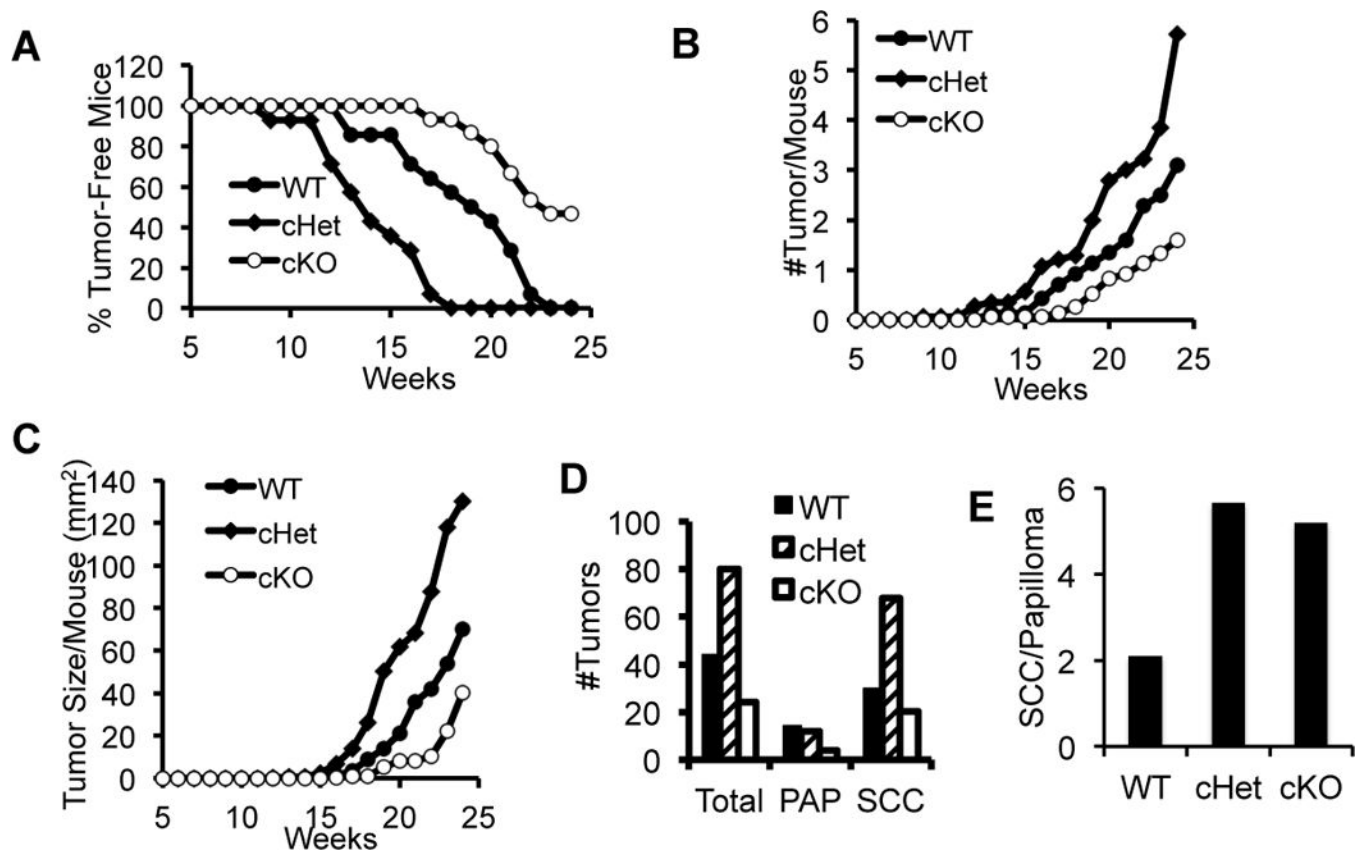 A
% Tumor-Free Mice
120
100
80
60
40
20
0
WT
cHet
cKO
5 10 15 20 25
Weeks
B
#Tumor/Mouse
6
5
4
3
2
1
0
WT
cHet
cKO
5 10 15 20 25
Weeks
C
Tumor Size/Mouse (mm²)
140
120
100
80
60
40
20
0
WT
cHet
cKO
5 10 15 20 25
Weeks
D
#Tumors
100
80
60
40
20
0
WT
cHet
cKO
Total PAP SCC
E
SCC/Papilloma
6
4
2
0
WT cHet cKO